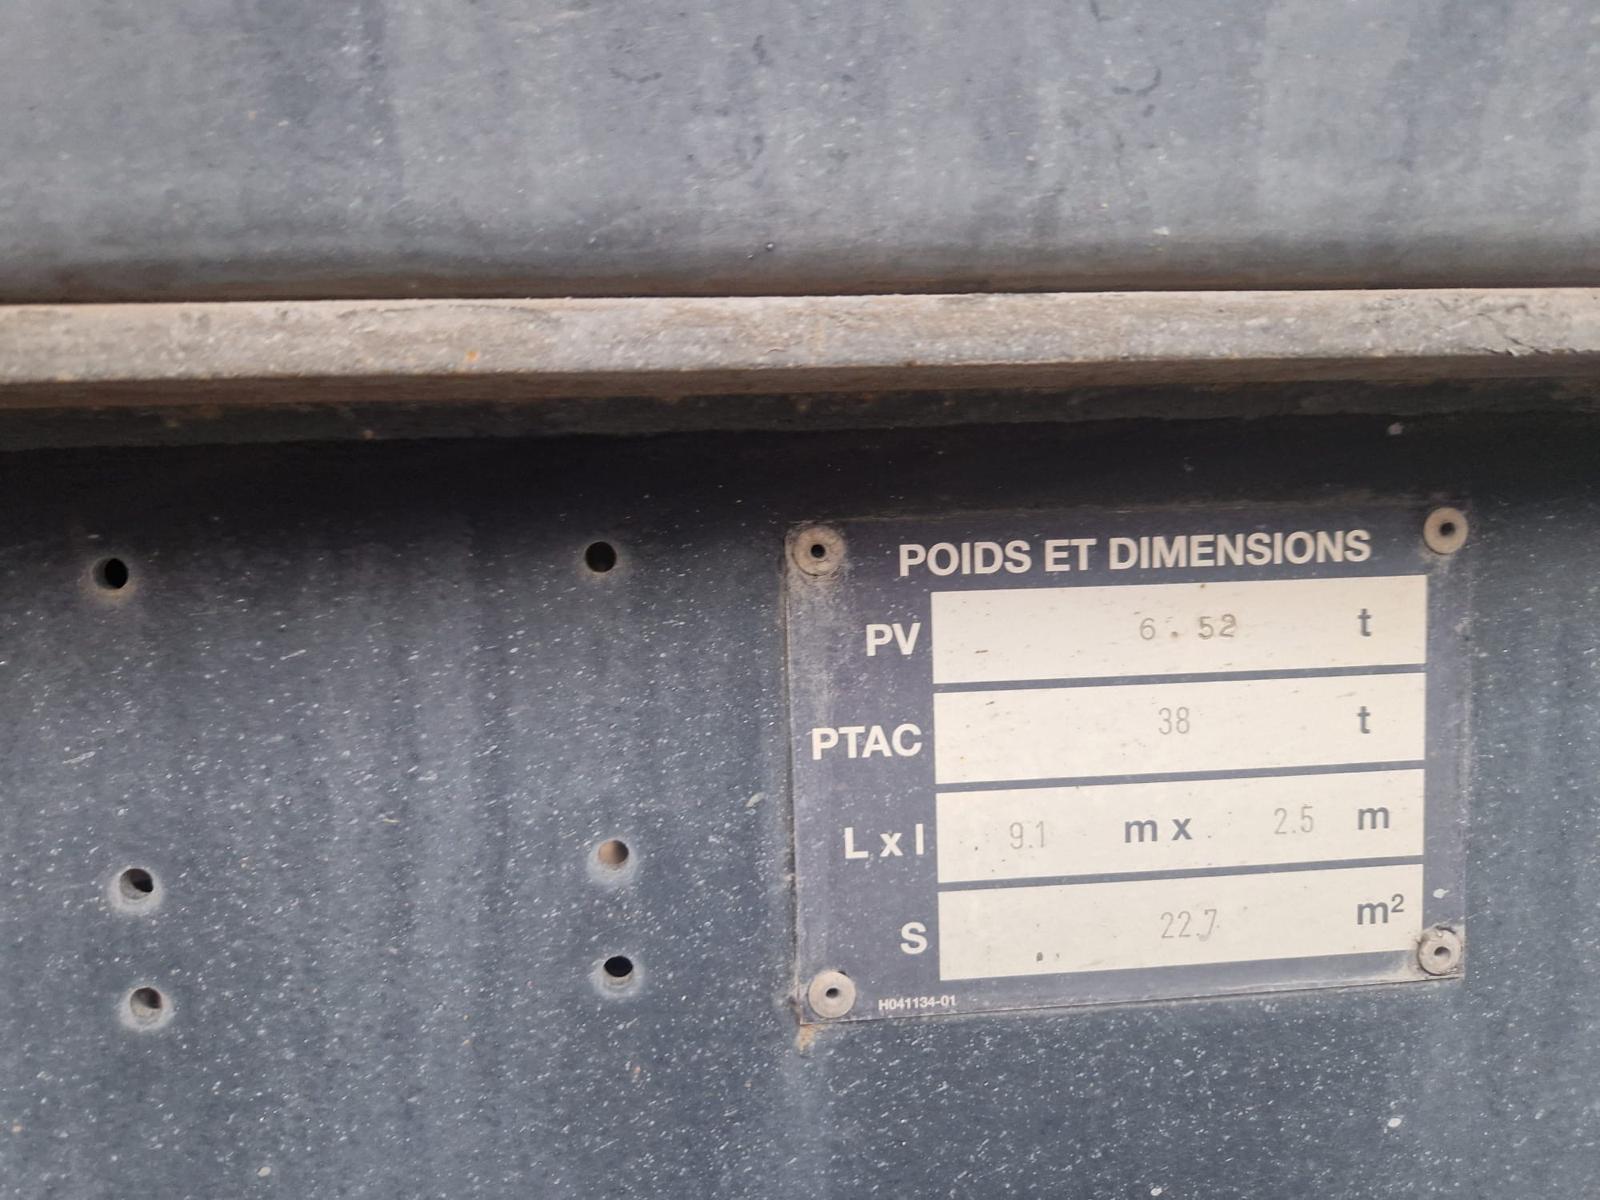 POIDS ET DIMENSIONS
PV 6.52 t
PTAC 38 t
L x l 9.1 m x 2.5 m
S 22.7 m²
H041134-01